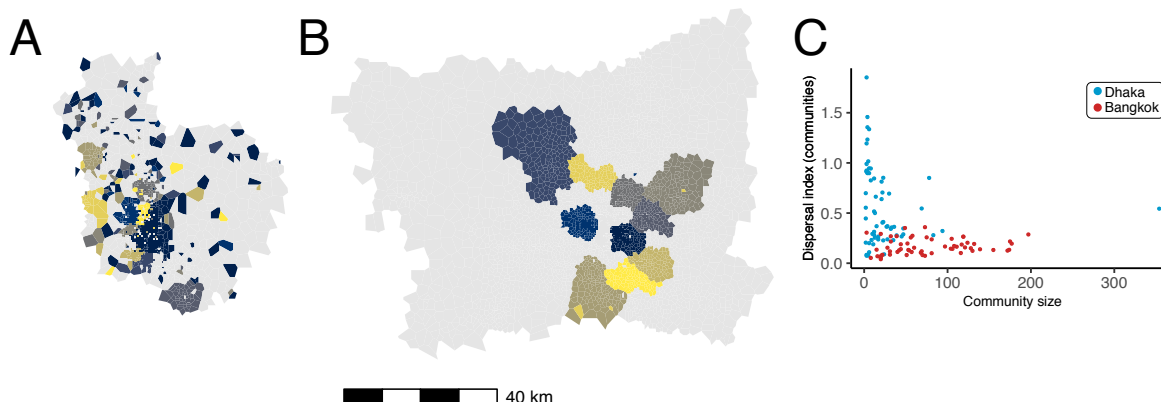 A
B
C
Dispersal index (communities)
1.5
1.0
0.5
0.0
Dhaka
Bangkok
0
100
200
300
Community size
40 km